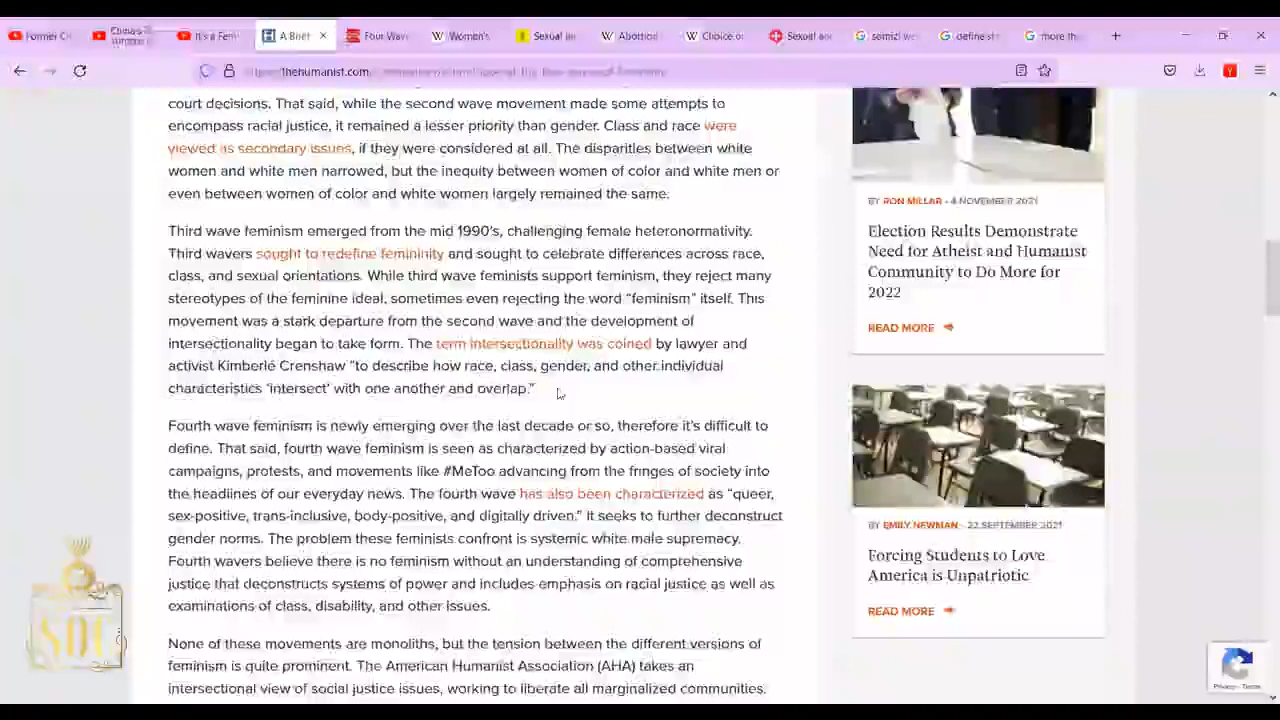 Former C
China's
It's a Fem
A Brief
Four Wave
Women's
Sexual
Abortion
Choice
Sexual
define
more th
thehumanist.com
court decisions. That said, while the second wave movement made some attempts to
encompass racial justice, it remained a lesser priority than gender. Class and race were
viewed as secondary issues, if they were considered at all. The disparities between white
women and white men narrowed, but the inequity between women of color and white men or
even between women of color and white women largely remained the same.
Third wave feminism emerged from the mid 1990's, challenging female heteronormativity.
Third wavers sought to redefine femininity and sought to celebrate differences across race,
class, and sexual orientations. While third wave feminists support feminism, they reject many
stereotypes of the feminine ideal, sometimes even rejecting the word “feminism” itself. This
movement was a stark departure from the second wave and the development of
intersectionality began to take form. The term intersectionality was coined by lawyer and
activist Kimberlé Crenshaw “to describe how race, class, gender, and other individual
characteristics ‘intersect’ with one another and overlap.”
Fourth wave feminism is newly emerging over the last decade or so, therefore it's difficult to
define. That said, fourth wave feminism is seen as characterized by action-based viral
campaigns, protests, and movements like #MeToo advancing from the fringes of society into
the headlines of our everyday news. The fourth wave has also been characterized as “queer,
sex-positive, trans-inclusive, body-positive, and digitally driven.” It seeks to further deconstruct
gender norms. The problem these feminists confront is systemic white male supremacy.
Fourth wavers believe there is no feminism without an understanding of comprehensive
justice that deconstructs systems of power and includes emphasis on racial justice as well as
examinations of class, disability, and other issues.
None of these movements are monoliths, but the tension between the different versions of
feminism is quite prominent. The American Humanist Association (AHA) takes an
intersectional view of social justice issues, working to liberate all marginalized communities.
BY RON MILLAR • 4 NOVEMBER 2021
Election Results Demonstrate
Need for Atheist and Humanist
Community to Do More for
2022
READ MORE
BY EMILY NEWMAN • 22 SEPTEMBER 2021
Forcing Students to Love
America is Unpatriotic
READ MORE
Privacy - Terms